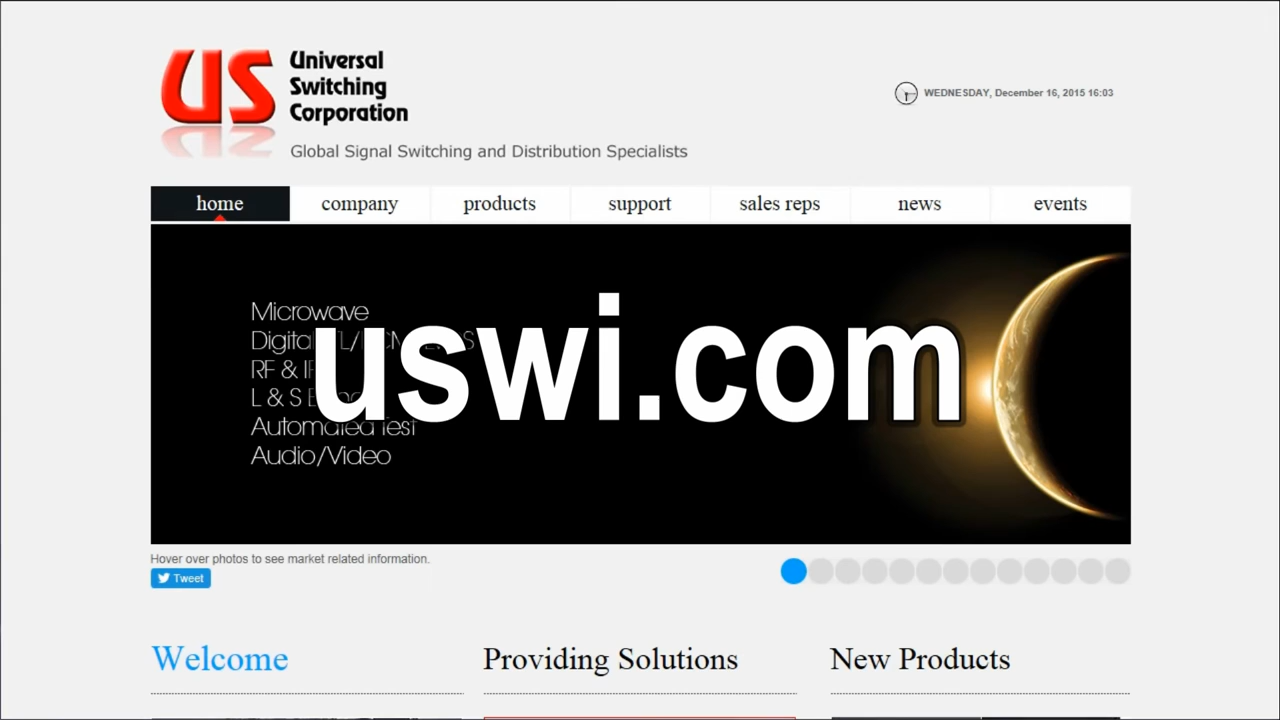 US Universal
Switching
Corporation
Global Signal Switching and Distribution Specialists
WEDNESDAY, December 16, 2015 16:03
home company products support sales reps news events
Microwave
Digital
RF &
L & S
Automated Test
Audio/Video
uswi.com
Hover over photos to see market related information.
Tweet
Welcome Providing Solutions New Products